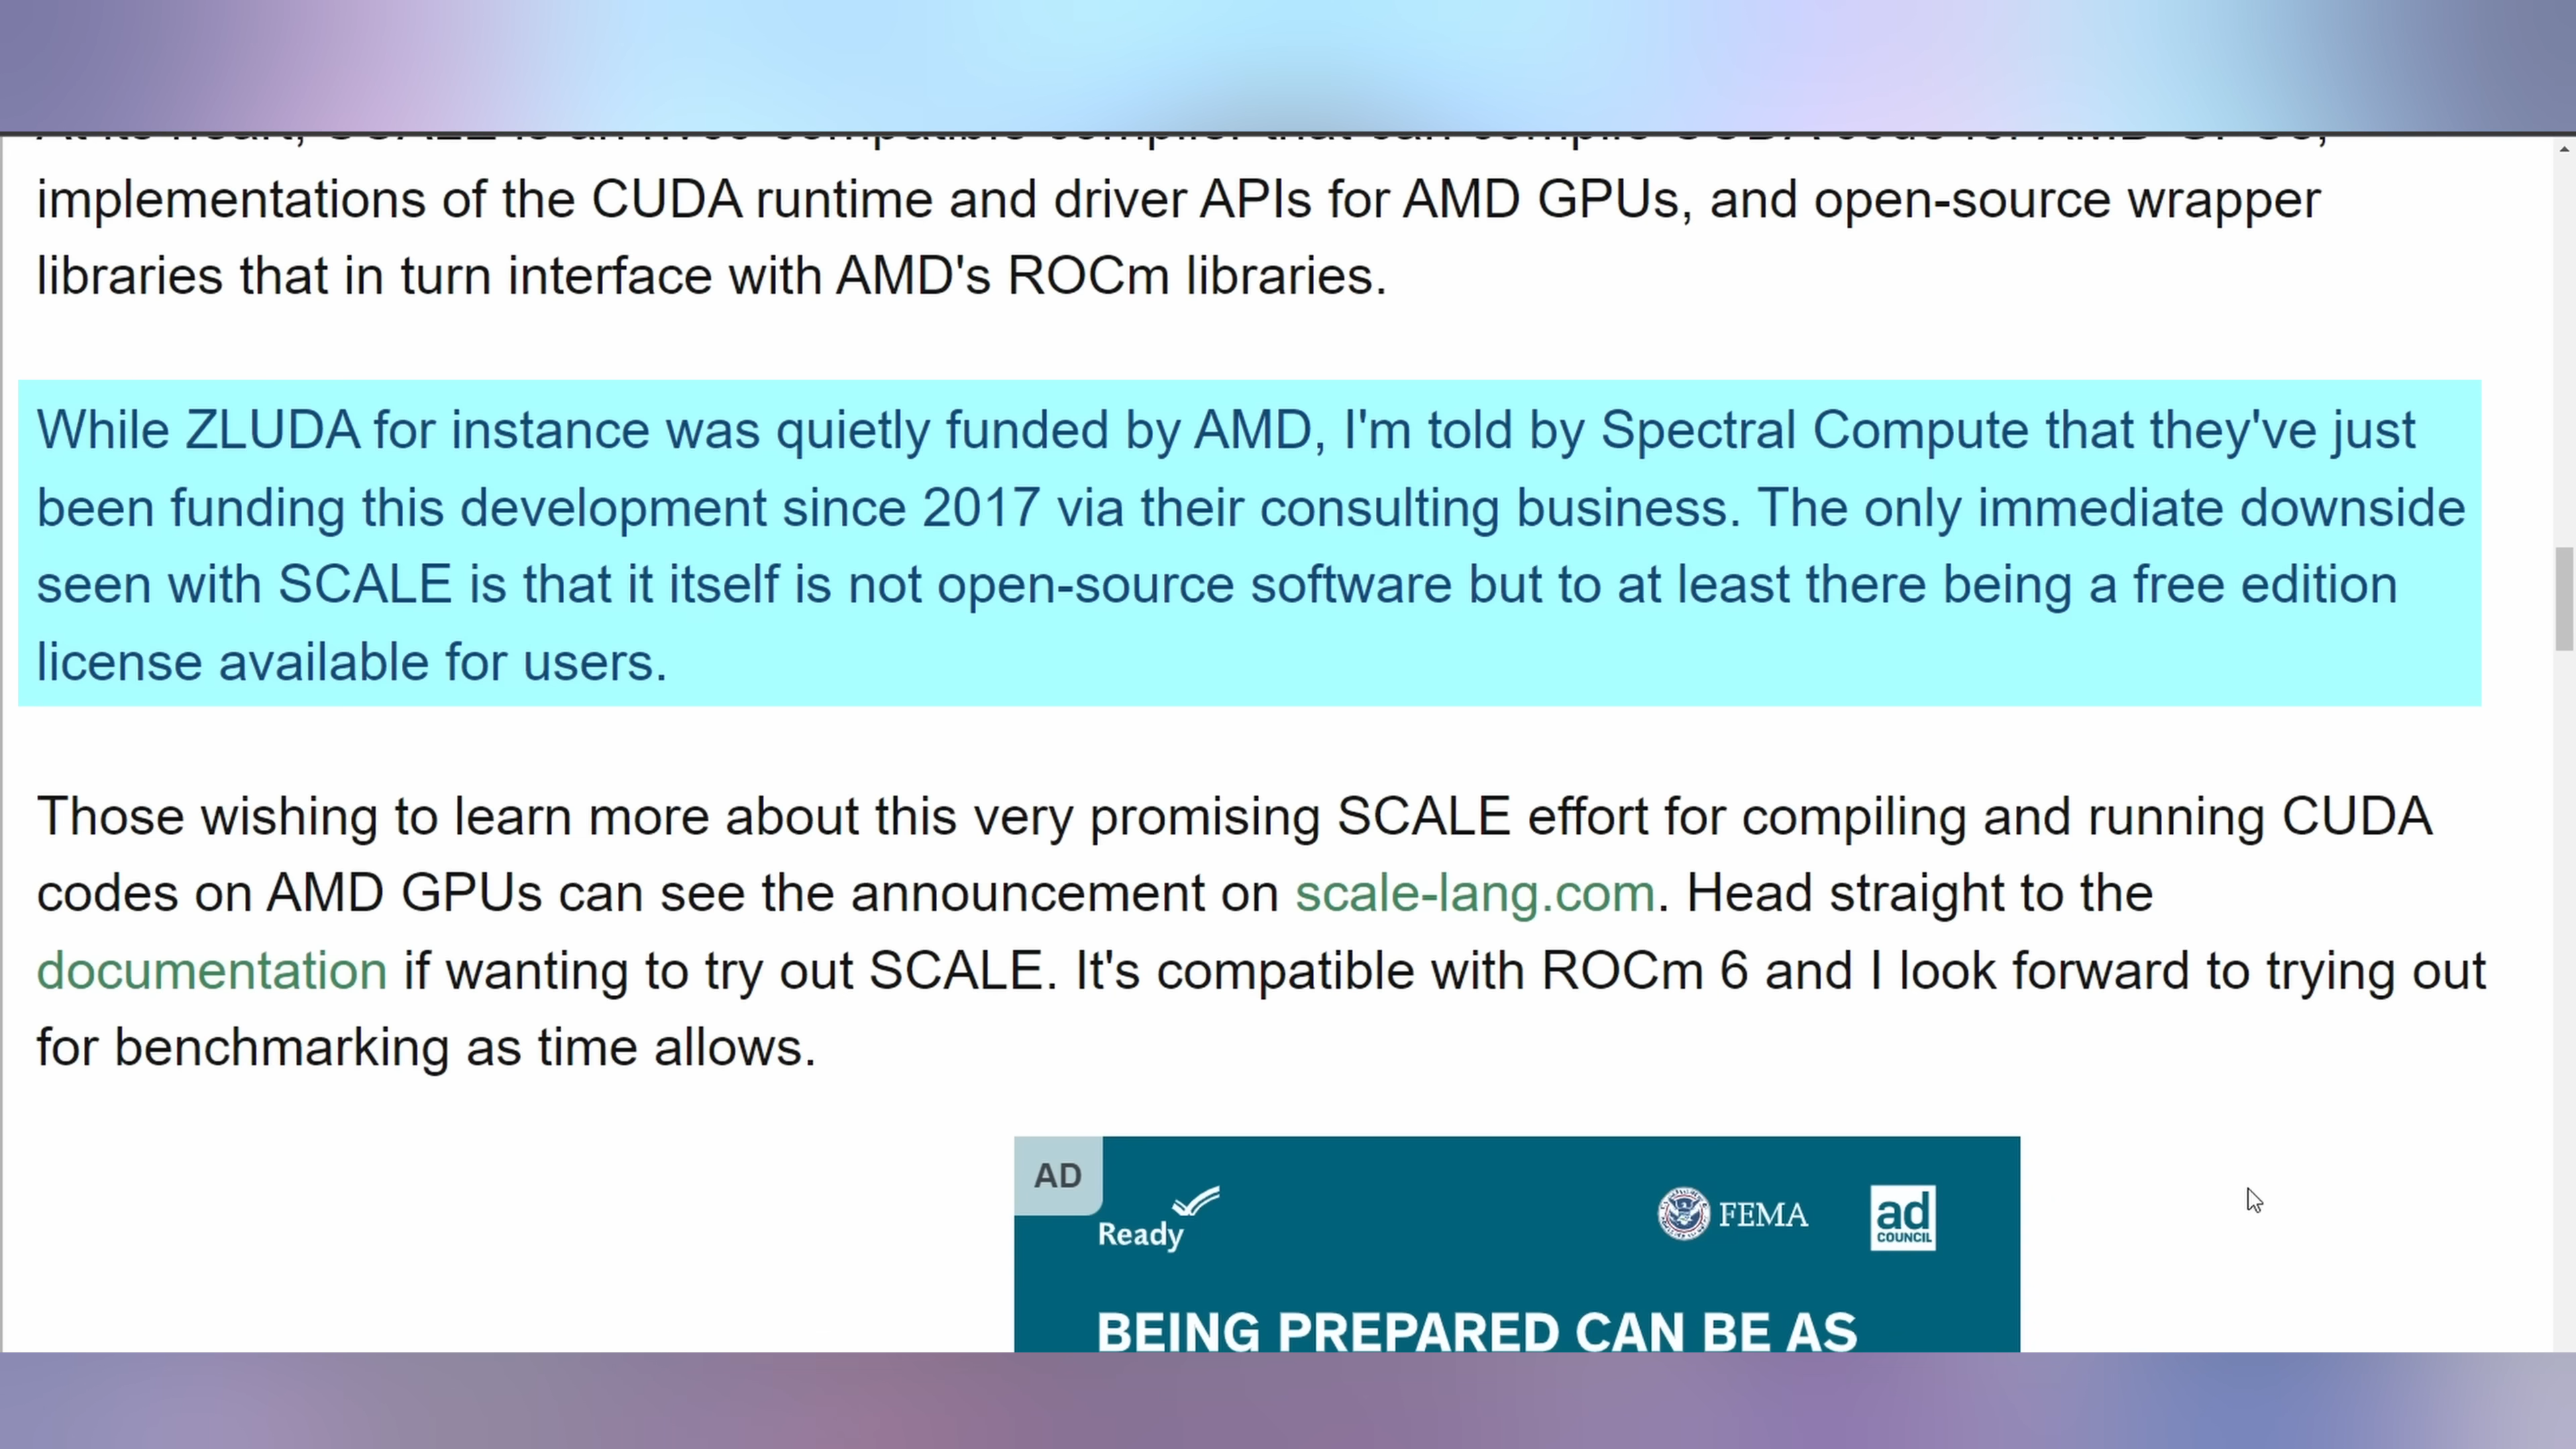 implementations of the CUDA runtime and driver APIs for AMD GPUs, and open-source wrapper
libraries that in turn interface with AMD's ROCm libraries.
While ZLUDA for instance was quietly funded by AMD, I'm told by Spectral Compute that they've just
been funding this development since 2017 via their consulting business. The only immediate downside
seen with SCALE is that it itself is not open-source software but to at least there being a free edition
license available for users.
Those wishing to learn more about this very promising SCALE effort for compiling and running CUDA
codes on AMD GPUs can see the announcement on scale-lang.com. Head straight to the
documentation if wanting to try out SCALE. It's compatible with ROCm 6 and I look forward to trying out
for benchmarking as time allows.
AD
Ready
FEMA
ad
COUNCIL
BEING PREPARED CAN BE AS